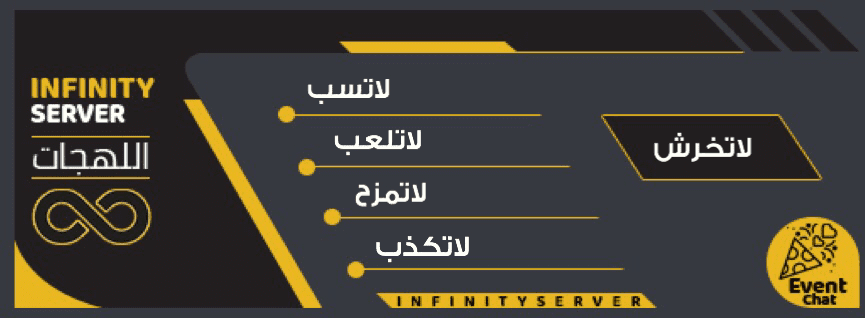 INFINITY
SERVER
اللهجات
لاتخرش
لاتسب
لاتلعب
لاتمزح
لاتكذب
INFINITYSERVER
Event
Chat